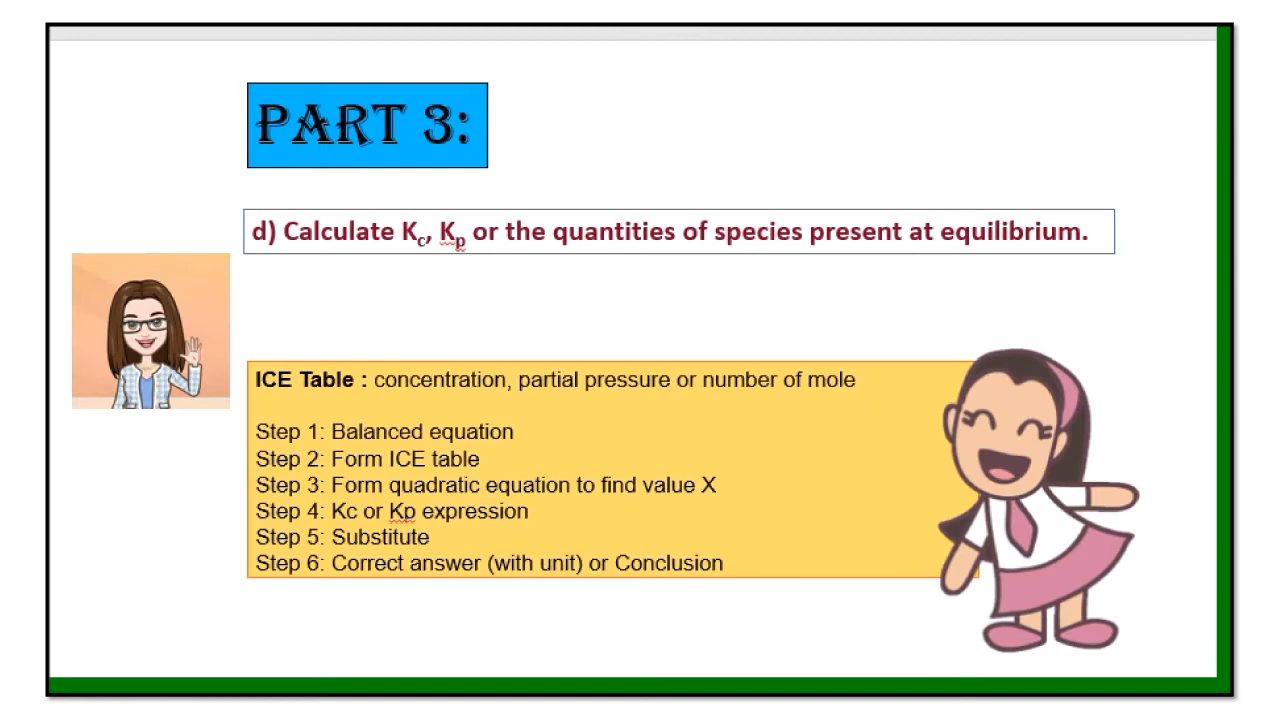 PART 3:
d) Calculate Kc, Kp or the quantities of species present at equilibrium.
ICE Table : concentration, partial pressure or number of mole
Step 1: Balanced equation
Step 2: Form ICE table
Step 3: Form quadratic equation to find value X
Step 4: Kc or Kp expression
Step 5: Substitute
Step 6: Correct answer (with unit) or Conclusion